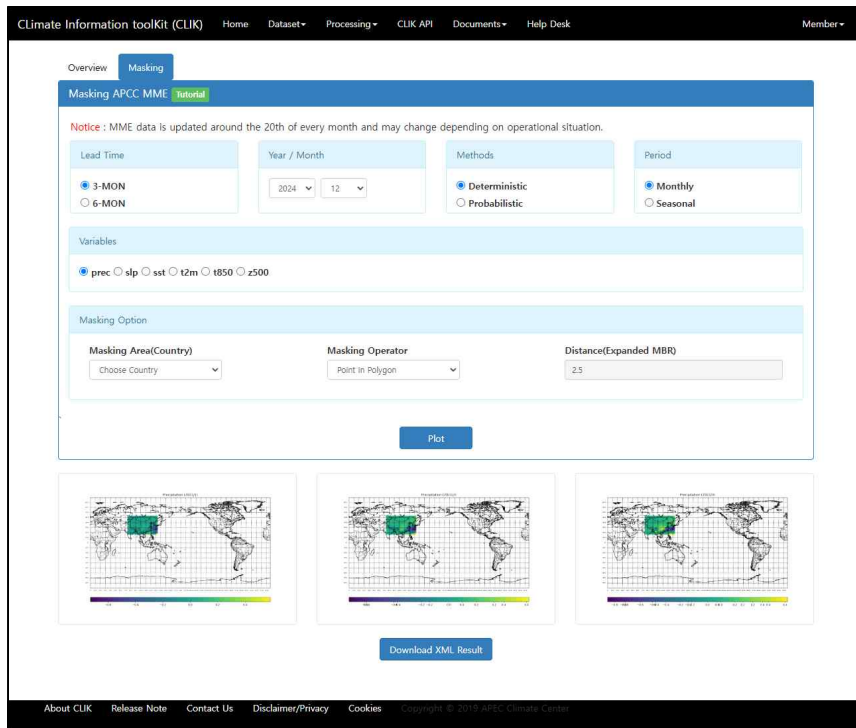 CLimate Information toolKit (CLIK) Home Dataset Processing CLIK API Documents Help Desk Member
Overview Masking
Masking APCC MME Tutorial
Notice : MME data is updated around the 20th of every month and may change depending on operational situation.
Lead Time Year / Month Methods Period
3-MON 2024 12 Deterministic Monthly
6-MON Probabilistic Seasonal
Variables
prec slp sst t2m t850 z500
Masking Option
Masking Area(Country) Masking Operator Distance(Expanded MBR)
Choose Country Point in Polygon 2.5
Plot
Download XML Result
About CLIK Release Note Contact Us Disclaimer/Privacy Cookies Copyright © 2019 APEC Climate Center